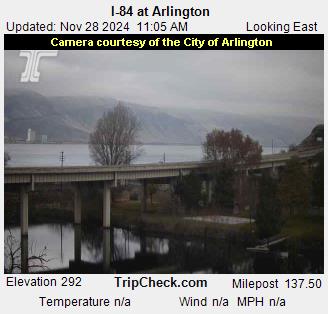 I-84 at Arlington
Updated: Nov 28 2024 11:05 AM Looking East
Camera courtesy of the City of Arlington
Elevation 292 TripCheck.com Milepost 137.50
Temperature n/a Wind n/a MPH n/a